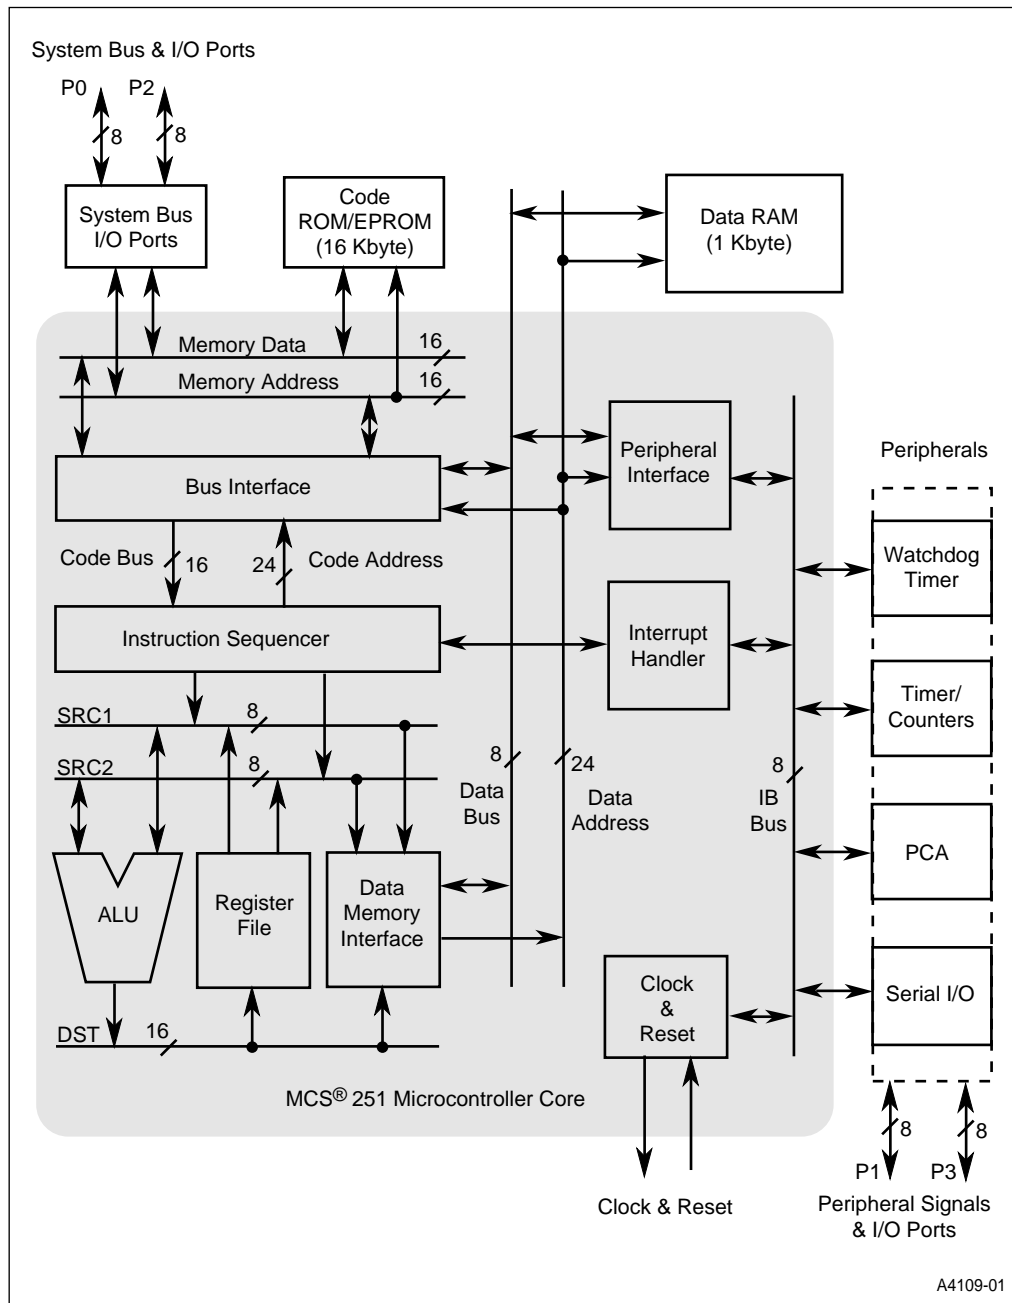 System Bus & I/O Ports
P0
P2
8
8
System Bus
I/O Ports
Code
ROM/EPROM
(16 Kbyte)
Data RAM
(1 Kbyte)
Memory Data
16
Memory Address
16
Bus Interface
Peripheral
Interface
Peripherals
Code Bus
16
24
Code Address
Watchdog
Timer
Instruction Sequencer
Interrupt
Handler
SRC1
8
Timer/
Counters
SRC2
8
8
Data
Bus
24
Data
Address
8
IB
Bus
PCA
ALU
Register
File
Data
Memory
Interface
Clock
&
Reset
Serial I/O
DST
16
MCS® 251 Microcontroller Core
8
8
P1
P3
Clock & Reset
Peripheral Signals
& I/O Ports
A4109-01